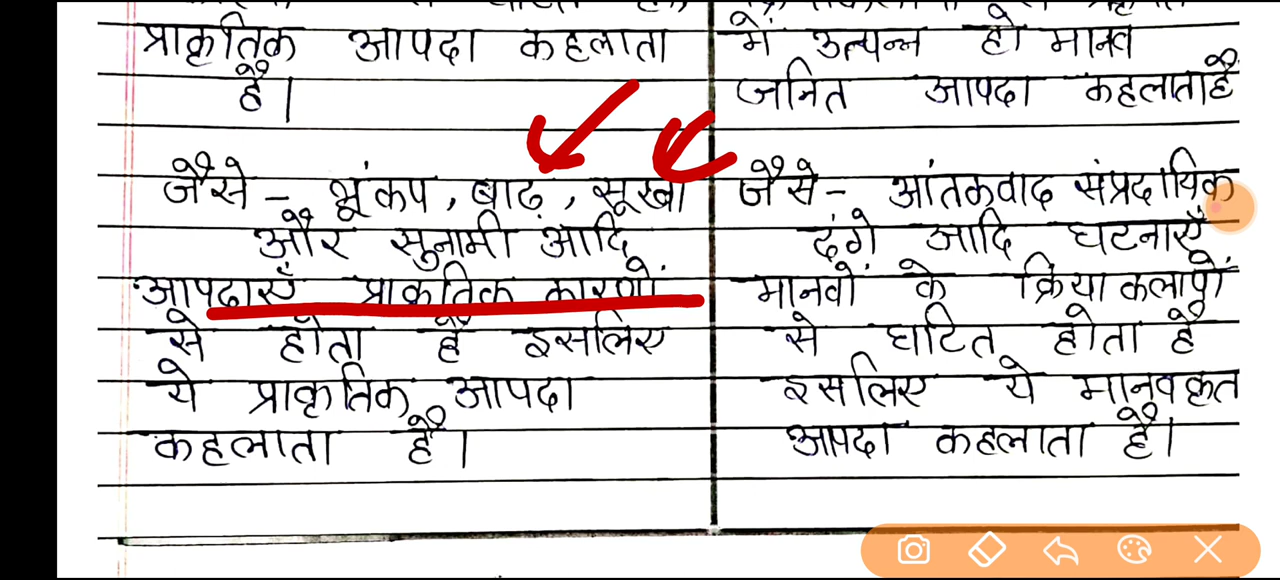 प्राकृतिक आपदा कहलाता
है।
जैसे - भूंकप, बाढ़, सूखा
और सुनामी आदि
आपदाएँ प्राकृतिक कारणों
से होता है इसलिए
ये प्राकृतिक आपदा
कहलाता है।
में उत्पन्न हो मानव
जनित आपदा कहलाता है
जैसे - आंतकवाद संप्रदायिक
दंगे आदि घटनाएँ
मानवों के क्रियाकलापों
से घटित होता है
इसलिए ये मानवकृत
आपदा कहलाता है।